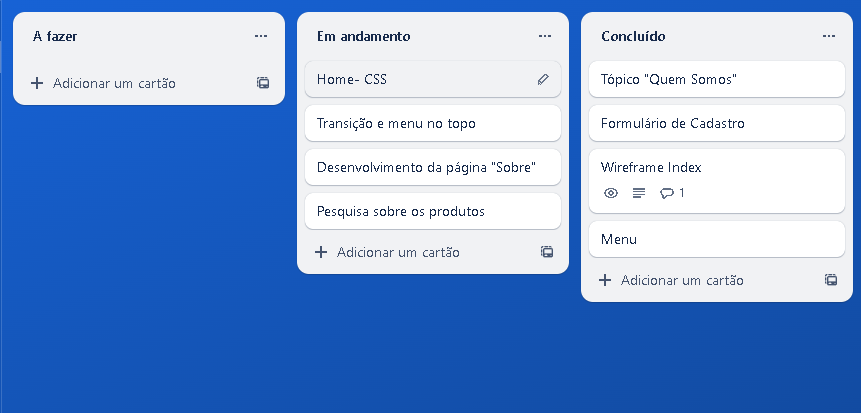 A fazer
Adicionar um cartão
Em andamento
Home- CSS
Transição e menu no topo
Desenvolvimento da página "Sobre"
Pesquisa sobre os produtos
Adicionar um cartão
Concluído
Tópico "Quem Somos"
Formulário de Cadastro
Wireframe Index
1
Menu
Adicionar um cartão